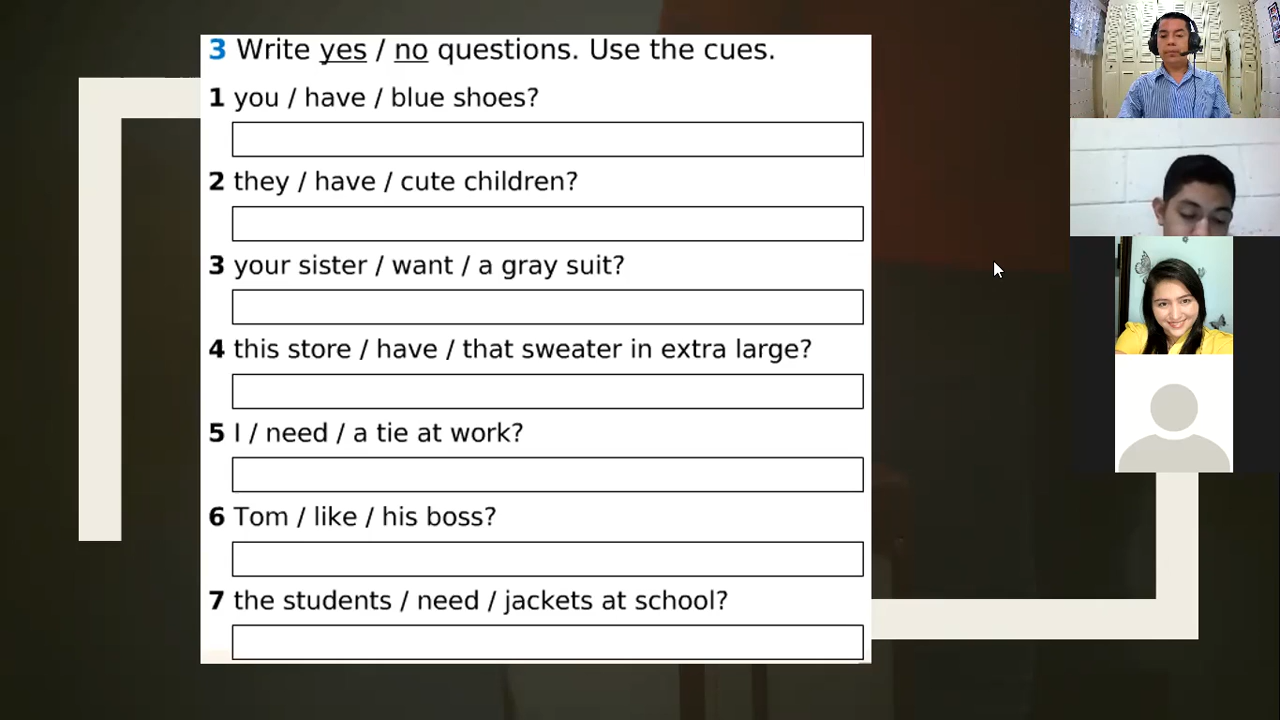 3 Write yes / no questions. Use the cues.
1 you / have / blue shoes?
2 they / have / cute children?
3 your sister / want / a gray suit?
4 this store / have / that sweater in extra large?
5 I / need / a tie at work?
6 Tom / like / his boss?
7 the students / need / jackets at school?